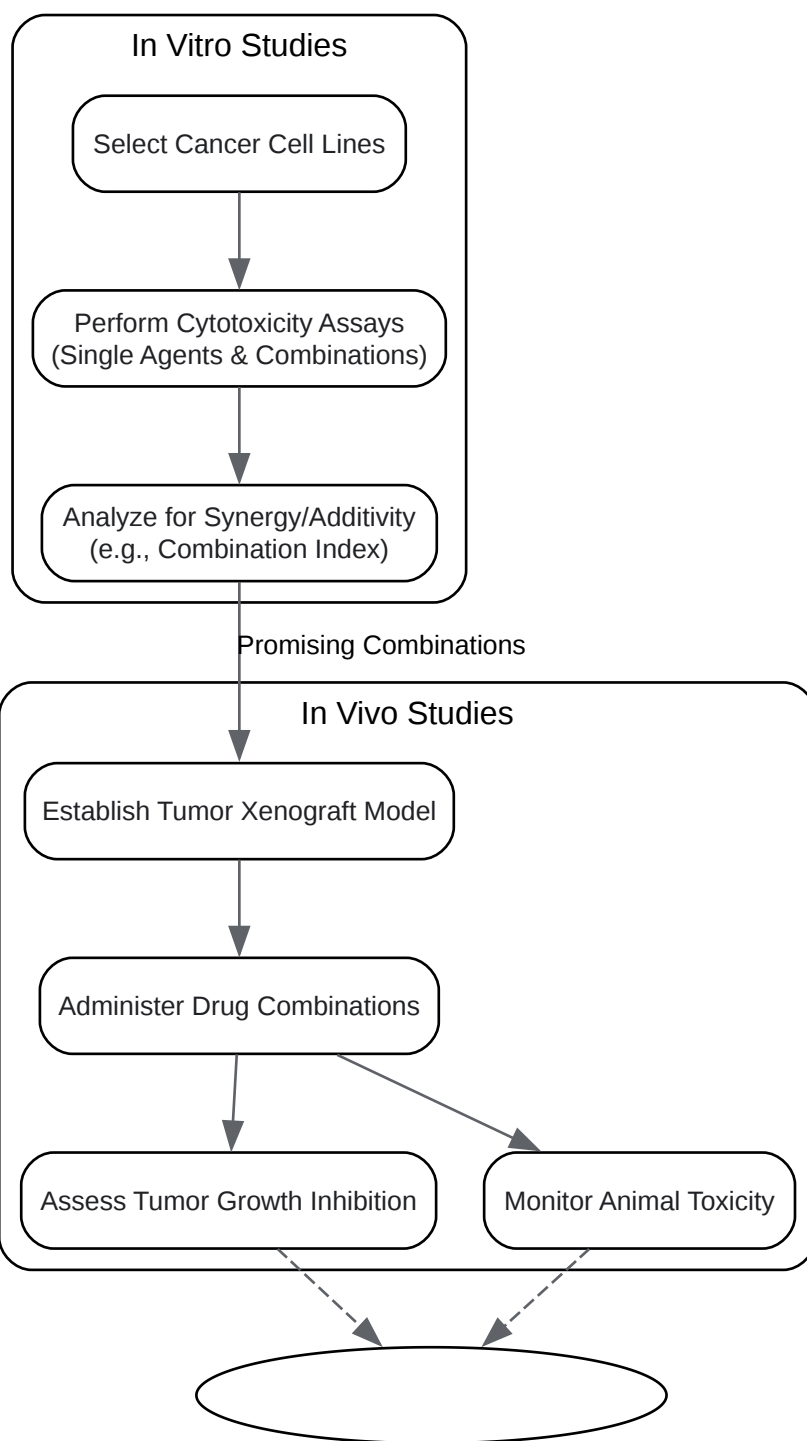 In Vitro Studies
Select Cancer Cell Lines
Perform Cytotoxicity Assays
(Single Agents & Combinations)
Analyze for Synergy/Additivity
(e.g., Combination Index)
Promising Combinations
In Vivo Studies
Establish Tumor Xenograft Model
Administer Drug Combinations
Assess Tumor Growth Inhibition
Monitor Animal Toxicity